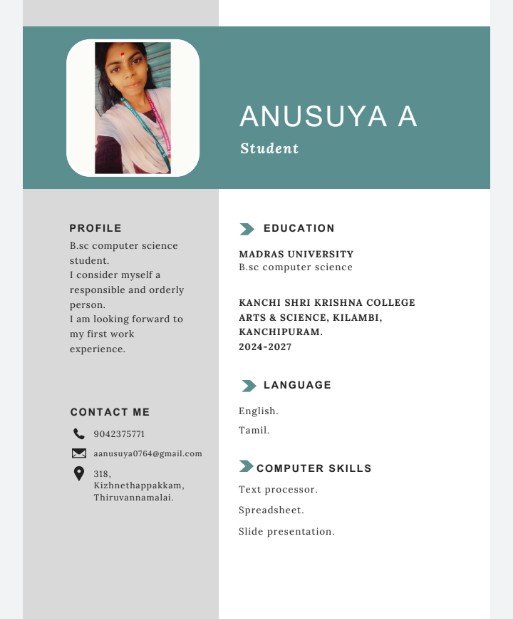 ANUSUYA A
Student
PROFILE
B.sc computer science
student.
I consider myself a
responsible and orderly
person.
I am looking forward to
my first work
experience.
CONTACT ME
9042375771
aanusuya0764@gmail.com
318,
Kizhnethappakkam,
Thiruvannamalai.
EDUCATION
MADRAS UNIVERSITY
B.sc computer science
KANCHI SHRI KRISHNA COLLEGE
ARTS & SCIENCE, KILAMBI,
KANCHIPURAM.
2024-2027
LANGUAGE
English.
Tamil.
COMPUTER SKILLS
Text processor.
Spreadsheet.
Slide presentation.